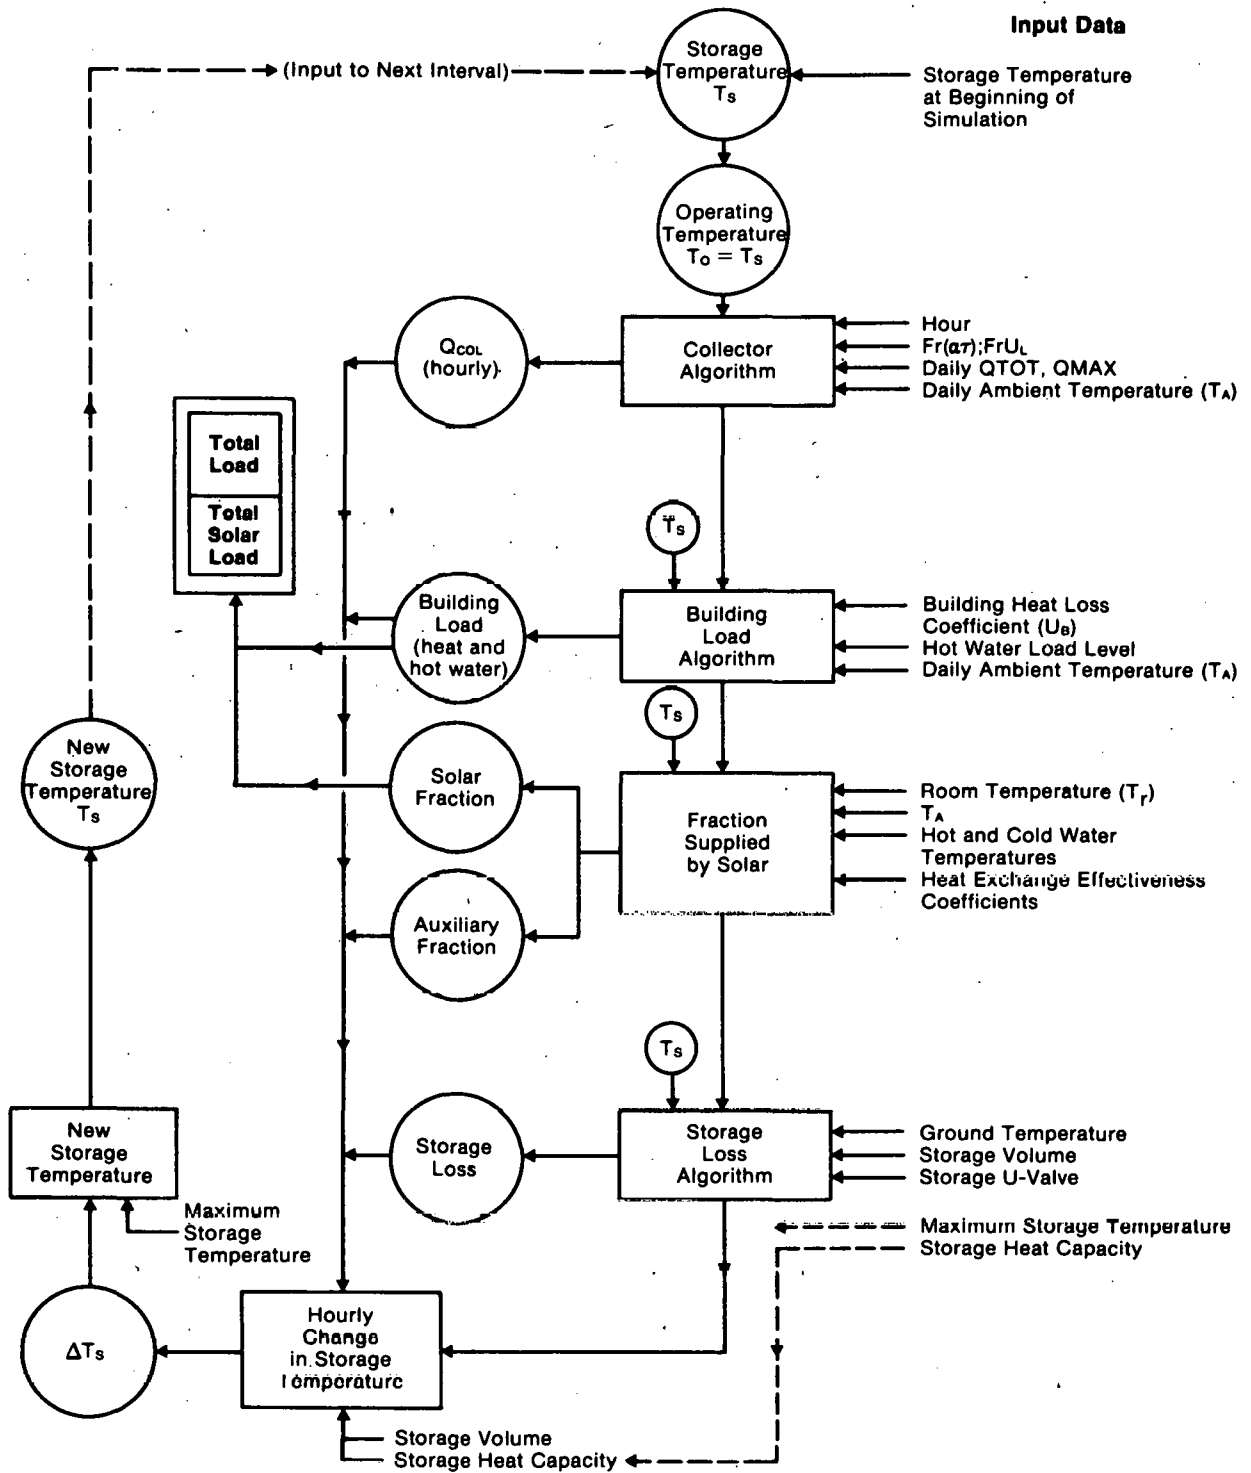 Input Data
Storage
Temperature
Ts
(Input to Next Interval)
Storage Temperature
at Beginning of
Simulation
Operating
Temperature
To = Ts
QCOL
(hourly)
Collector
Algorithm
Hour
Fr(ατ);FrUL
Daily QTOT, QMAX
Daily Ambient Temperature (TA)
Total
Load
Total
Solar
Load
Ts
Building
Load
(heat and
hot water)
Building
Load
Algorithm
Building Heat Loss
Coefficient (UB)
Hot Water Load Level
Daily Ambient Temperature (TA)
Ts
New
Storage
Temperature
Ts
Solar
Fraction
Fraction
Supplied
by Solar
Room Temperature (Tr)
TA
Hot and Cold Water
Temperatures
Heat Exchange Effectiveness
Coefficients
Auxiliary
Fraction
Ts
New
Storage
Temperature
Storage
Loss
Storage
Loss
Algorithm
Ground Temperature
Storage Volume
Storage U-Valve
Maximum
Storage
Temperature
Maximum Storage Temperature
Storage Heat Capacity
ΔTs
Hourly
Change
in Storage
Temperature
Storage Volume
Storage Heat Capacity